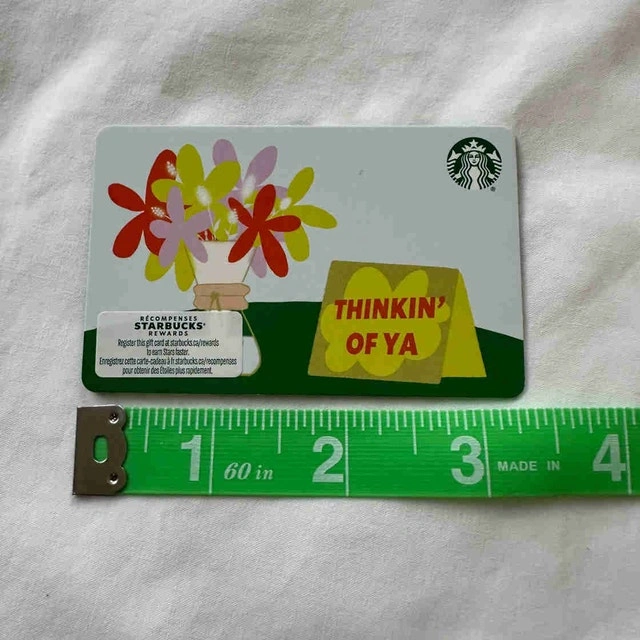 THINKIN'
OF YA
RÉCOMPENSES
STARBUCKS®
REWARDS
Register this gift card at starbucks.ca/rewards
to earn Stars faster.
Enregistrez cette carte-cadeau à fr.starbucks.ca/recompenses
pour obtenir des Étoiles plus rapidement.
®
1 60 in 2 3 MADE IN 4